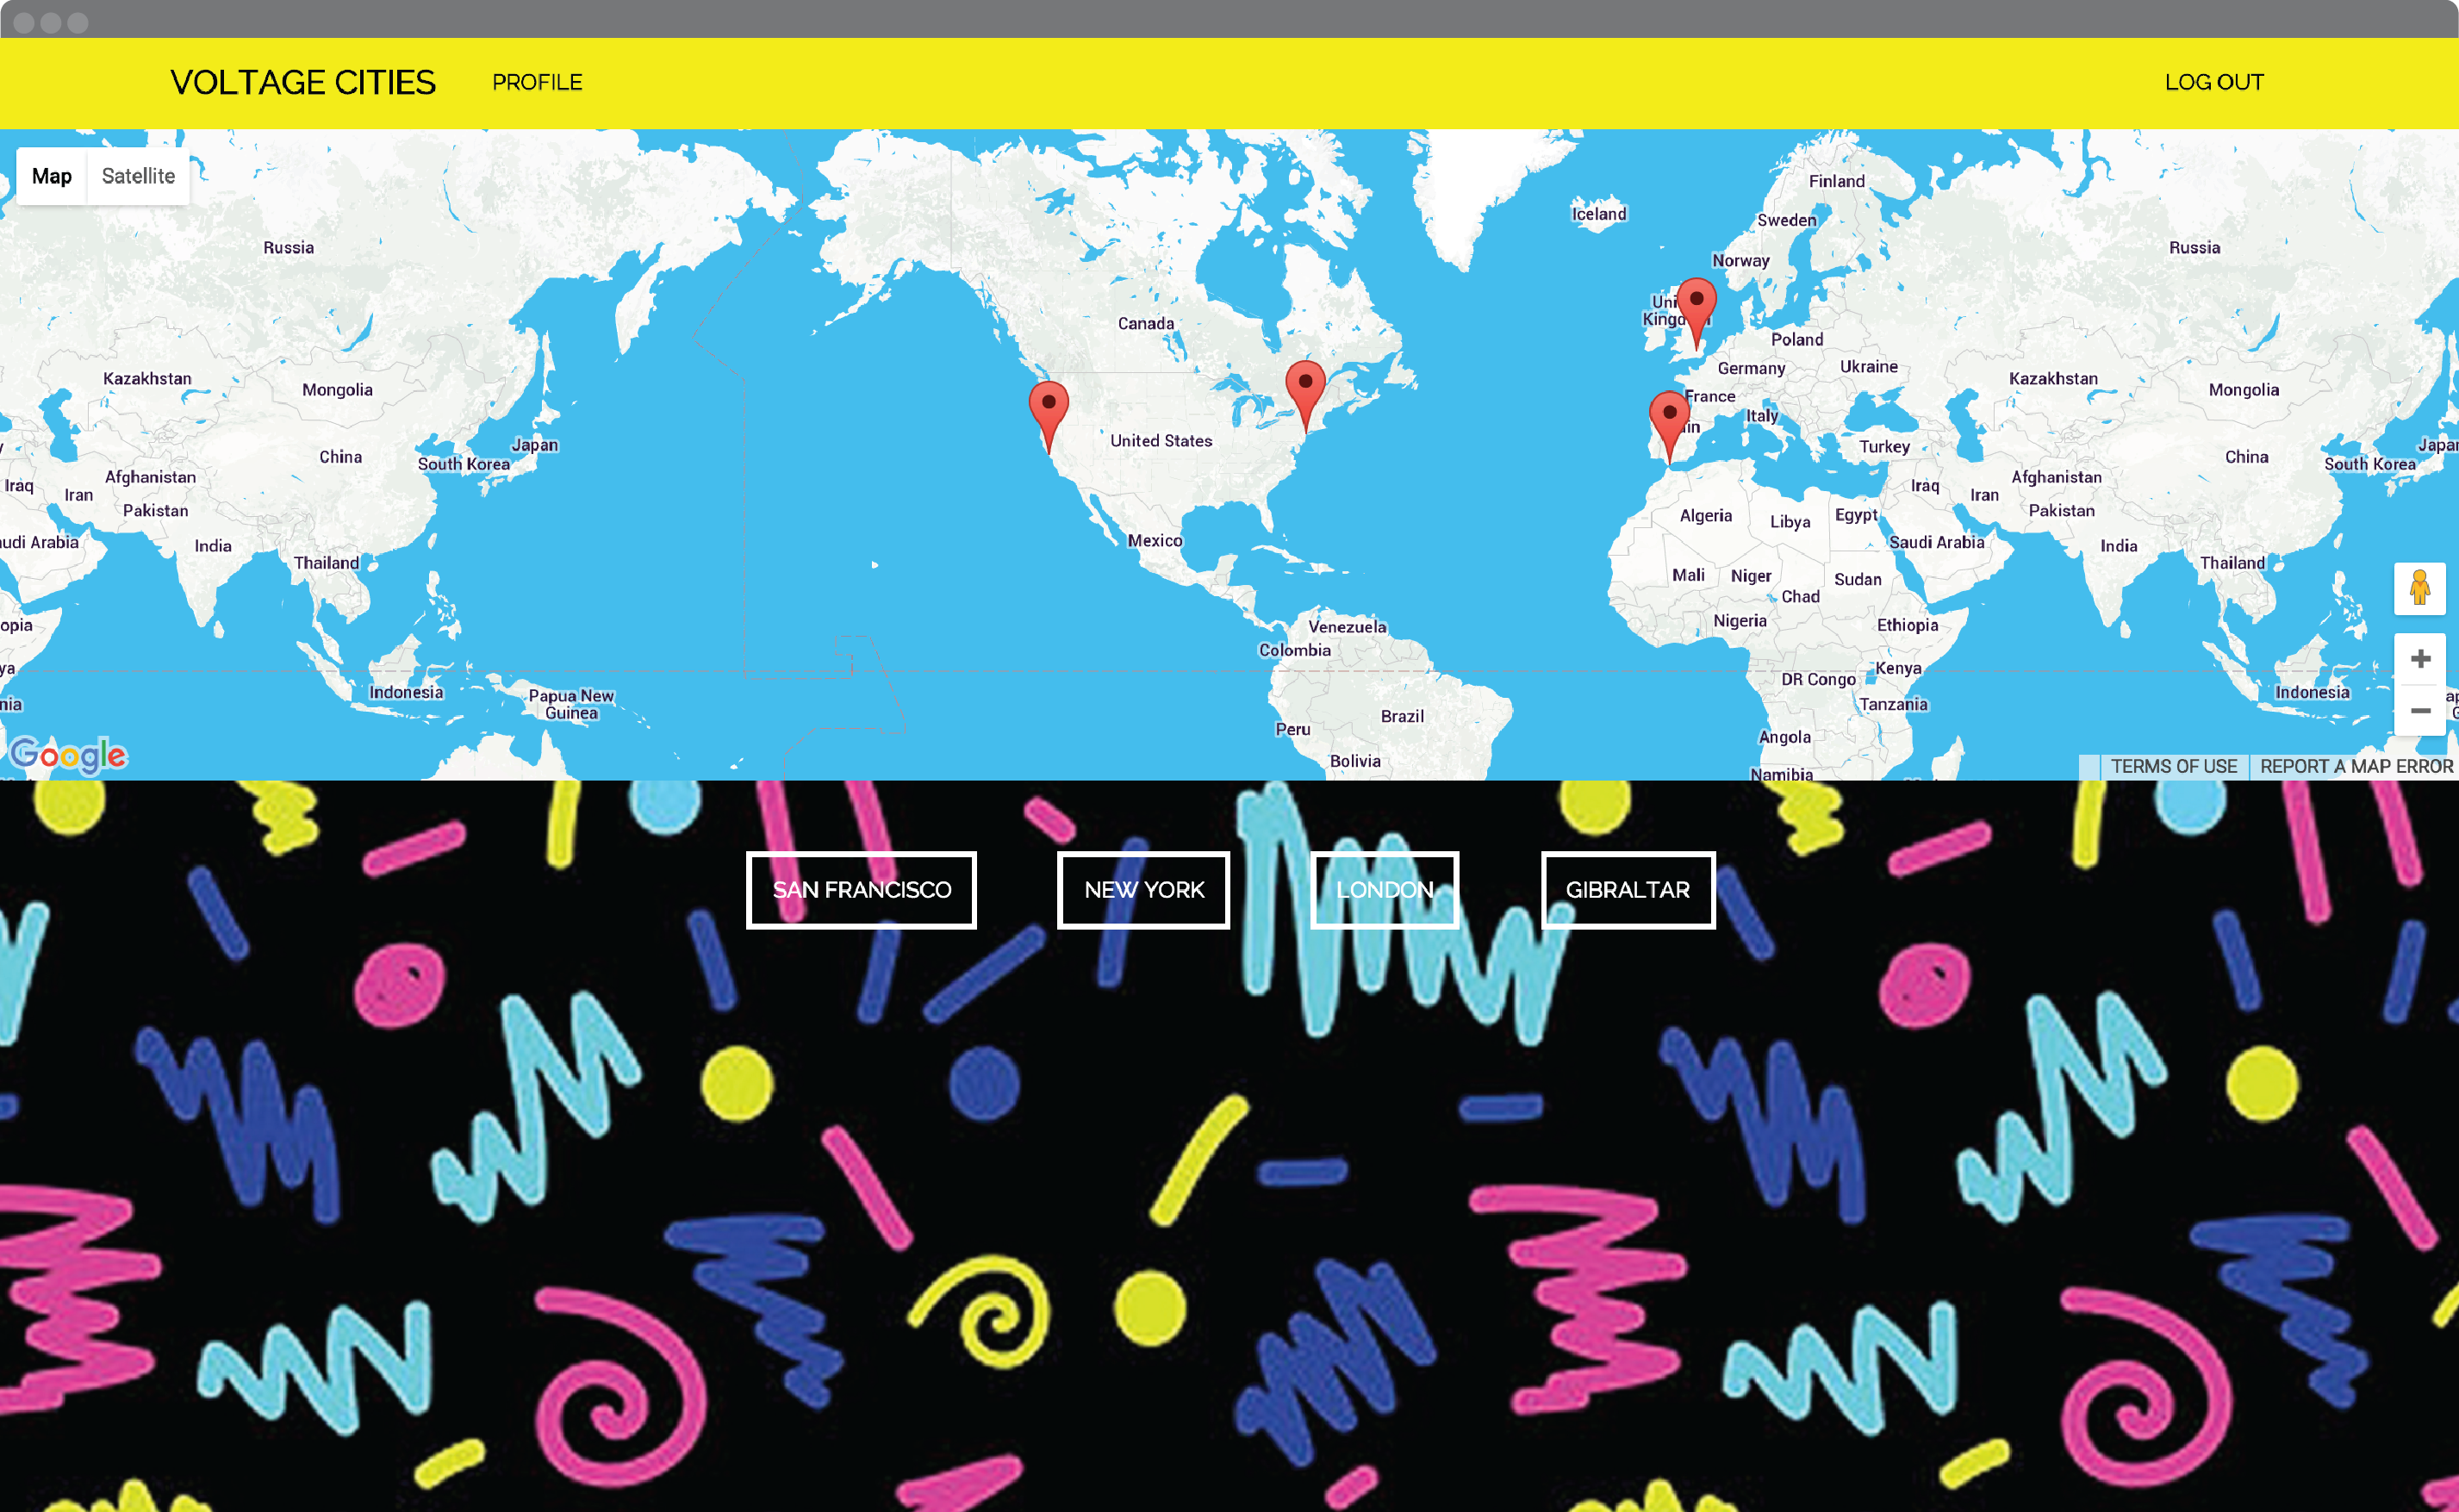 VOLTAGE CITIES PROFILE LOG OUT
Map Satellite
Finland
Iceland
Sweden
Russia
Russia
Norway
Canada
Poland
Germany
Ukraine
Kazakhstan
Kazakhstan
Mongolia
Mongolia
France
Italy
United States
Japan
Turkey
China
China
South Korea
South Korea
Afghanistan
Afghanistan
Iraq
Iran
Iraq
Iran
Pakistan
Pakistan
Algeria
Libya
Egypt
Mexico
Saudi Arabia
India
India
Thailand
Thailand
Mali
Niger
Sudan
Chad
Nigeria
Venezuela
Ethiopia
Colombia
Kenya
DR Congo
Indonesia
Indonesia
Papua New
Guinea
Tanzania
Brazil
Peru
Angola
Bolivia
Namibia
Google
TERMS OF USE REPORT A MAP ERROR
SAN FRANCISCO NEW YORK LONDON GIBRALTAR